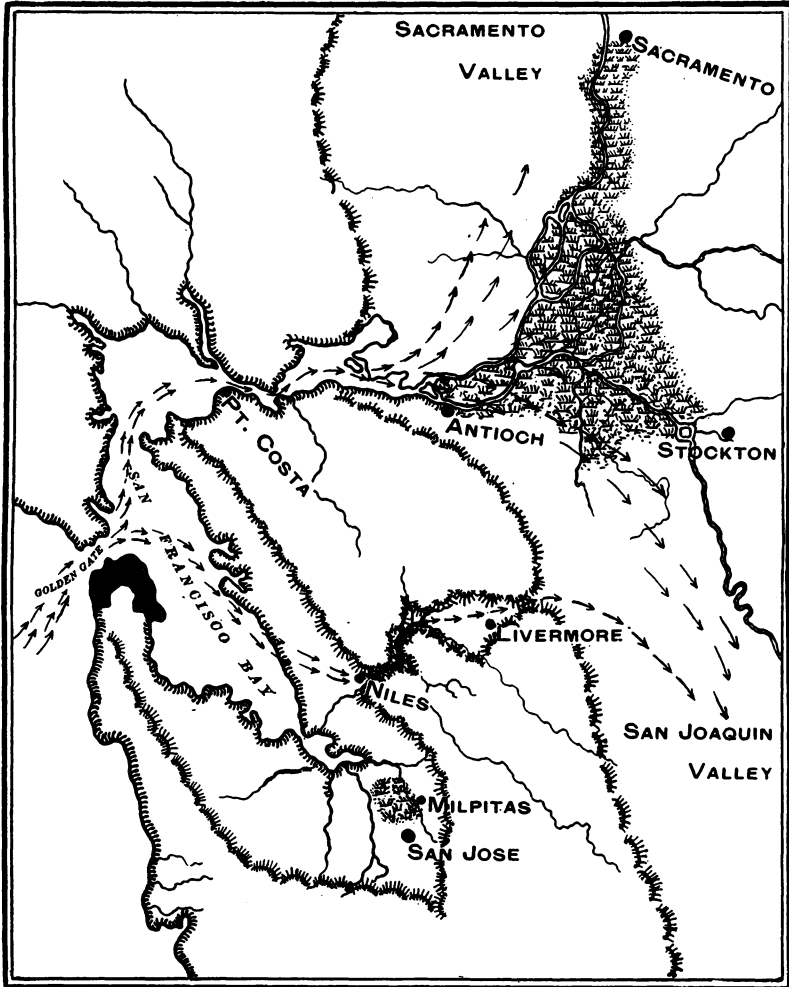 SACRAMENTO
VALLEY
SACRAMENTO
PT. COSTA
ANTIOCH
STOCKTON
SAN
FRANCISCO BAY
GOLDEN GATE
LIVERMORE
NILES
SAN JOAQUIN
VALLEY
MILPITAS
SAN JOSE